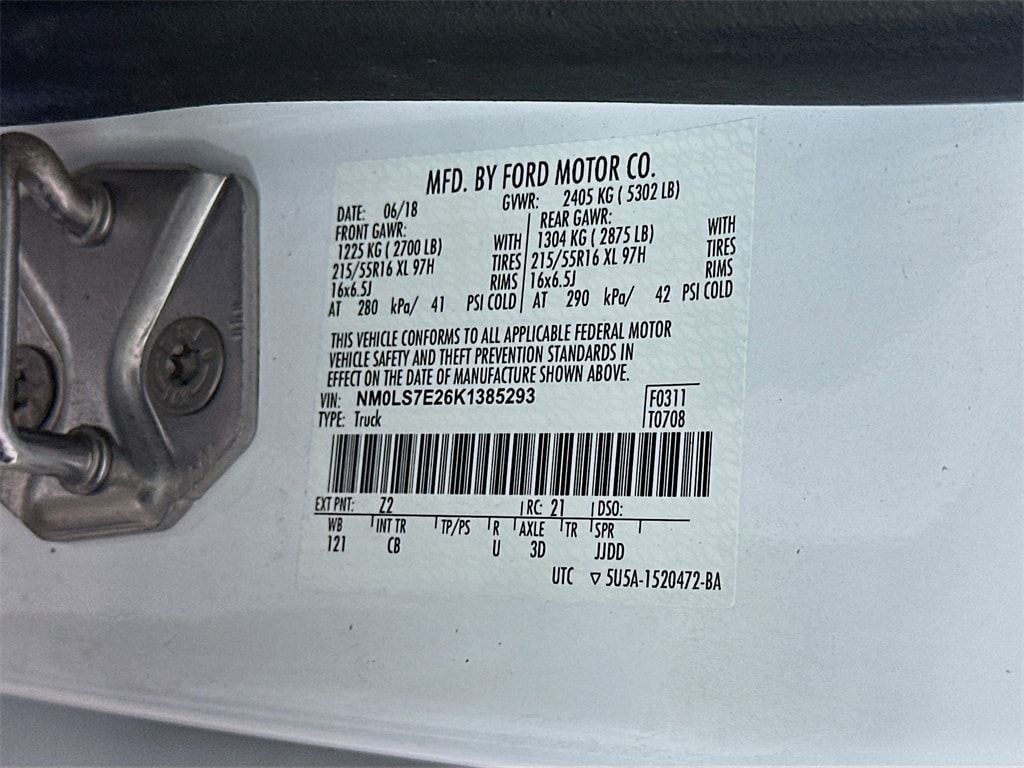 MFD. BY FORD MOTOR CO.
DATE: 06/18 GVWR: 2405 KG ( 5302 LB)
FRONT GAWR: REAR GAWR:
1225 KG ( 2700 LB) WITH 1304 KG ( 2875 LB) WITH
215/55R16 XL 97H TIRES 215/55R16 XL 97H TIRES
16x6.5J RIMS 16x6.5J RIMS
AT 280 kPa/ 41 PSI COLD AT 290 kPa/ 42 PSI COLD
THIS VEHICLE CONFORMS TO ALL APPLICABLE FEDERAL MOTOR
VEHICLE SAFETY AND THEFT PREVENTION STANDARDS IN
EFFECT ON THE DATE OF MANUFACTURE SHOWN ABOVE.
VIN: NM0LS7E26K1385293 F0311
TYPE: Truck T0708
EXT PNT: Z2 RC: 21 DSO:
WB INT TR TP/PS R AXLE TR SPR
121 CB U 3D JJDD
UTC ▽ 5U5A-1520472-BA